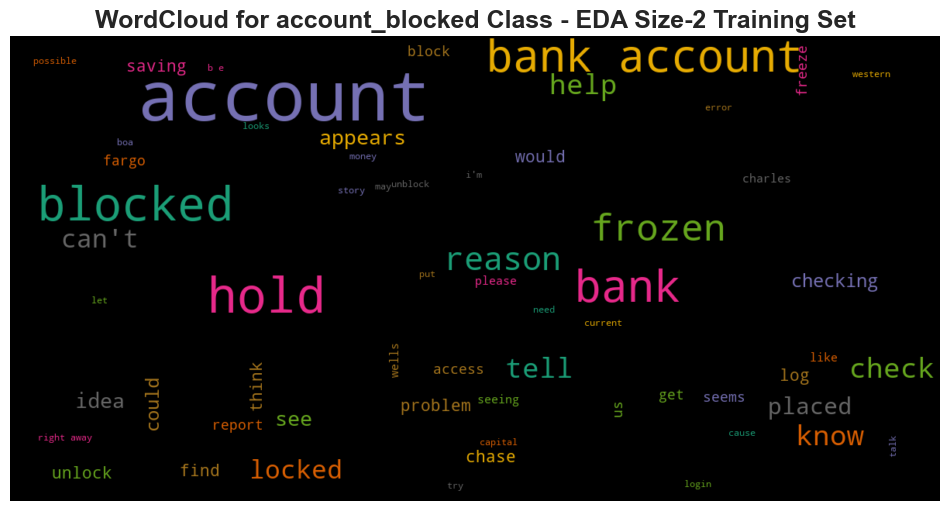 WordCloud for account_blocked Class - EDA Size-2 Training Set
possible
saving
b e
block
bank account
help
freeze
western
account
error
looks
appears
boa
money
fargo
would
i'm
story
may
unblock
charles
blocked
can't
frozen
reason
hold
put
please
bank
checking
let
need
current
wells
access
tell
like
log
check
think
could
idea
report
see
problem
seeing
us
get
seems
placed
right away
capital
chase
cause
know
talk
unlock
find
locked
try
login